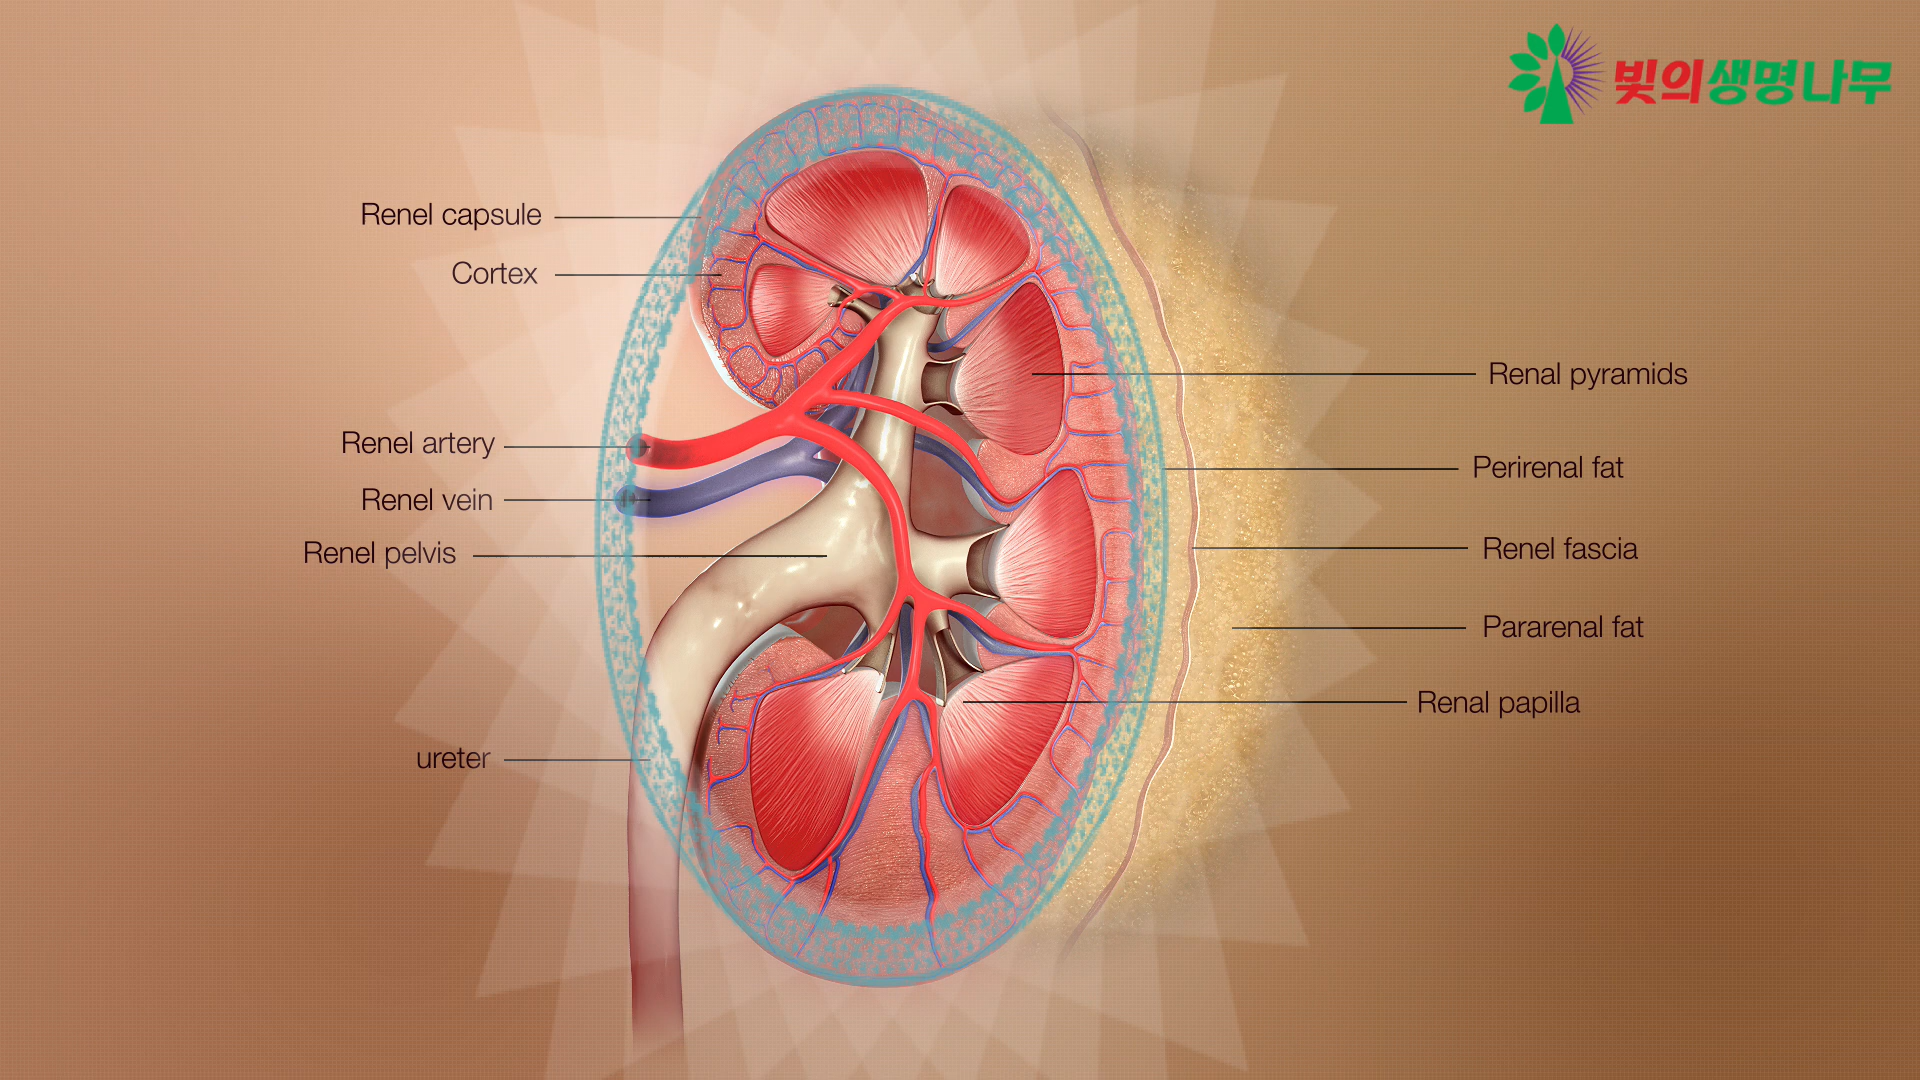 빛의생명나무
Renel capsule
Cortex
Renel artery
Renel vein
Renel pelvis
ureter
Renal pyramids
Perirenal fat
Renel fascia
Pararenal fat
Renal papilla